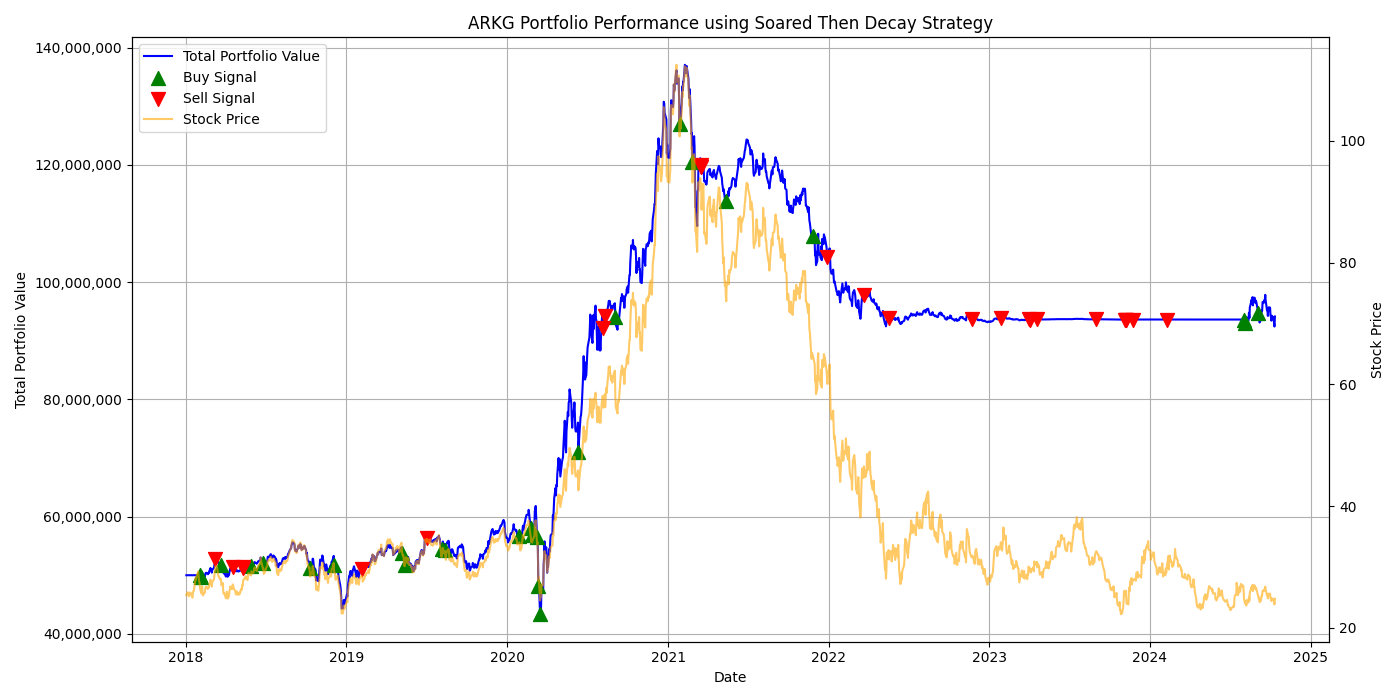 ARKG Portfolio Performance using Soared Then Decay Strategy
Total Portfolio Value
Buy Signal
Sell Signal
Stock Price
140,000,000
120,000,000
100,000,000
80,000,000
60,000,000
40,000,000
Total Portfolio Value
100
80
60
40
20
Stock Price
2018 2019 2020 2021 2022 2023 2024 2025
Date